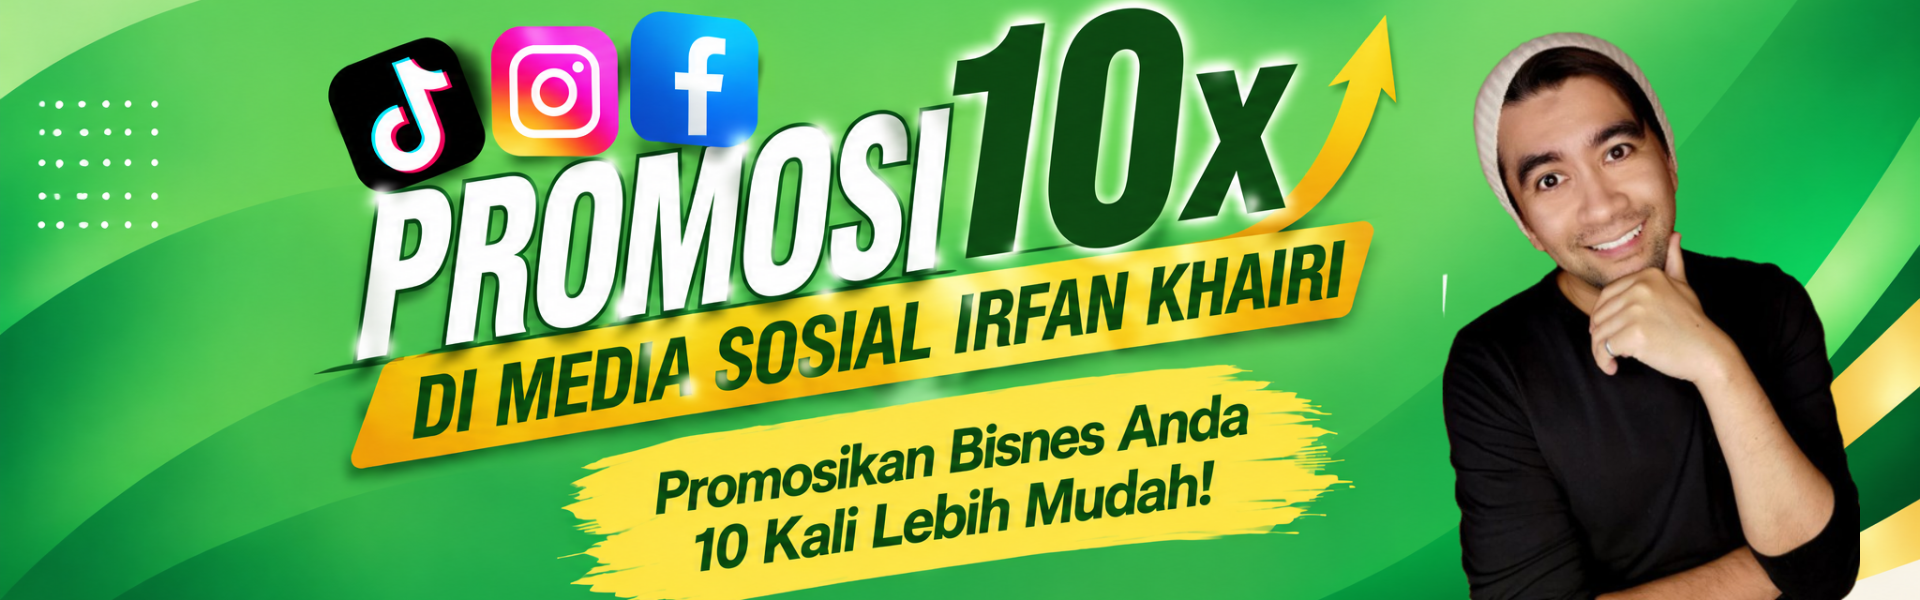 PROMOSI 10x
DI MEDIA SOSIAL IRFAN KHAIRI
Promosikan Bisnes Anda
10 Kali Lebih Mudah!